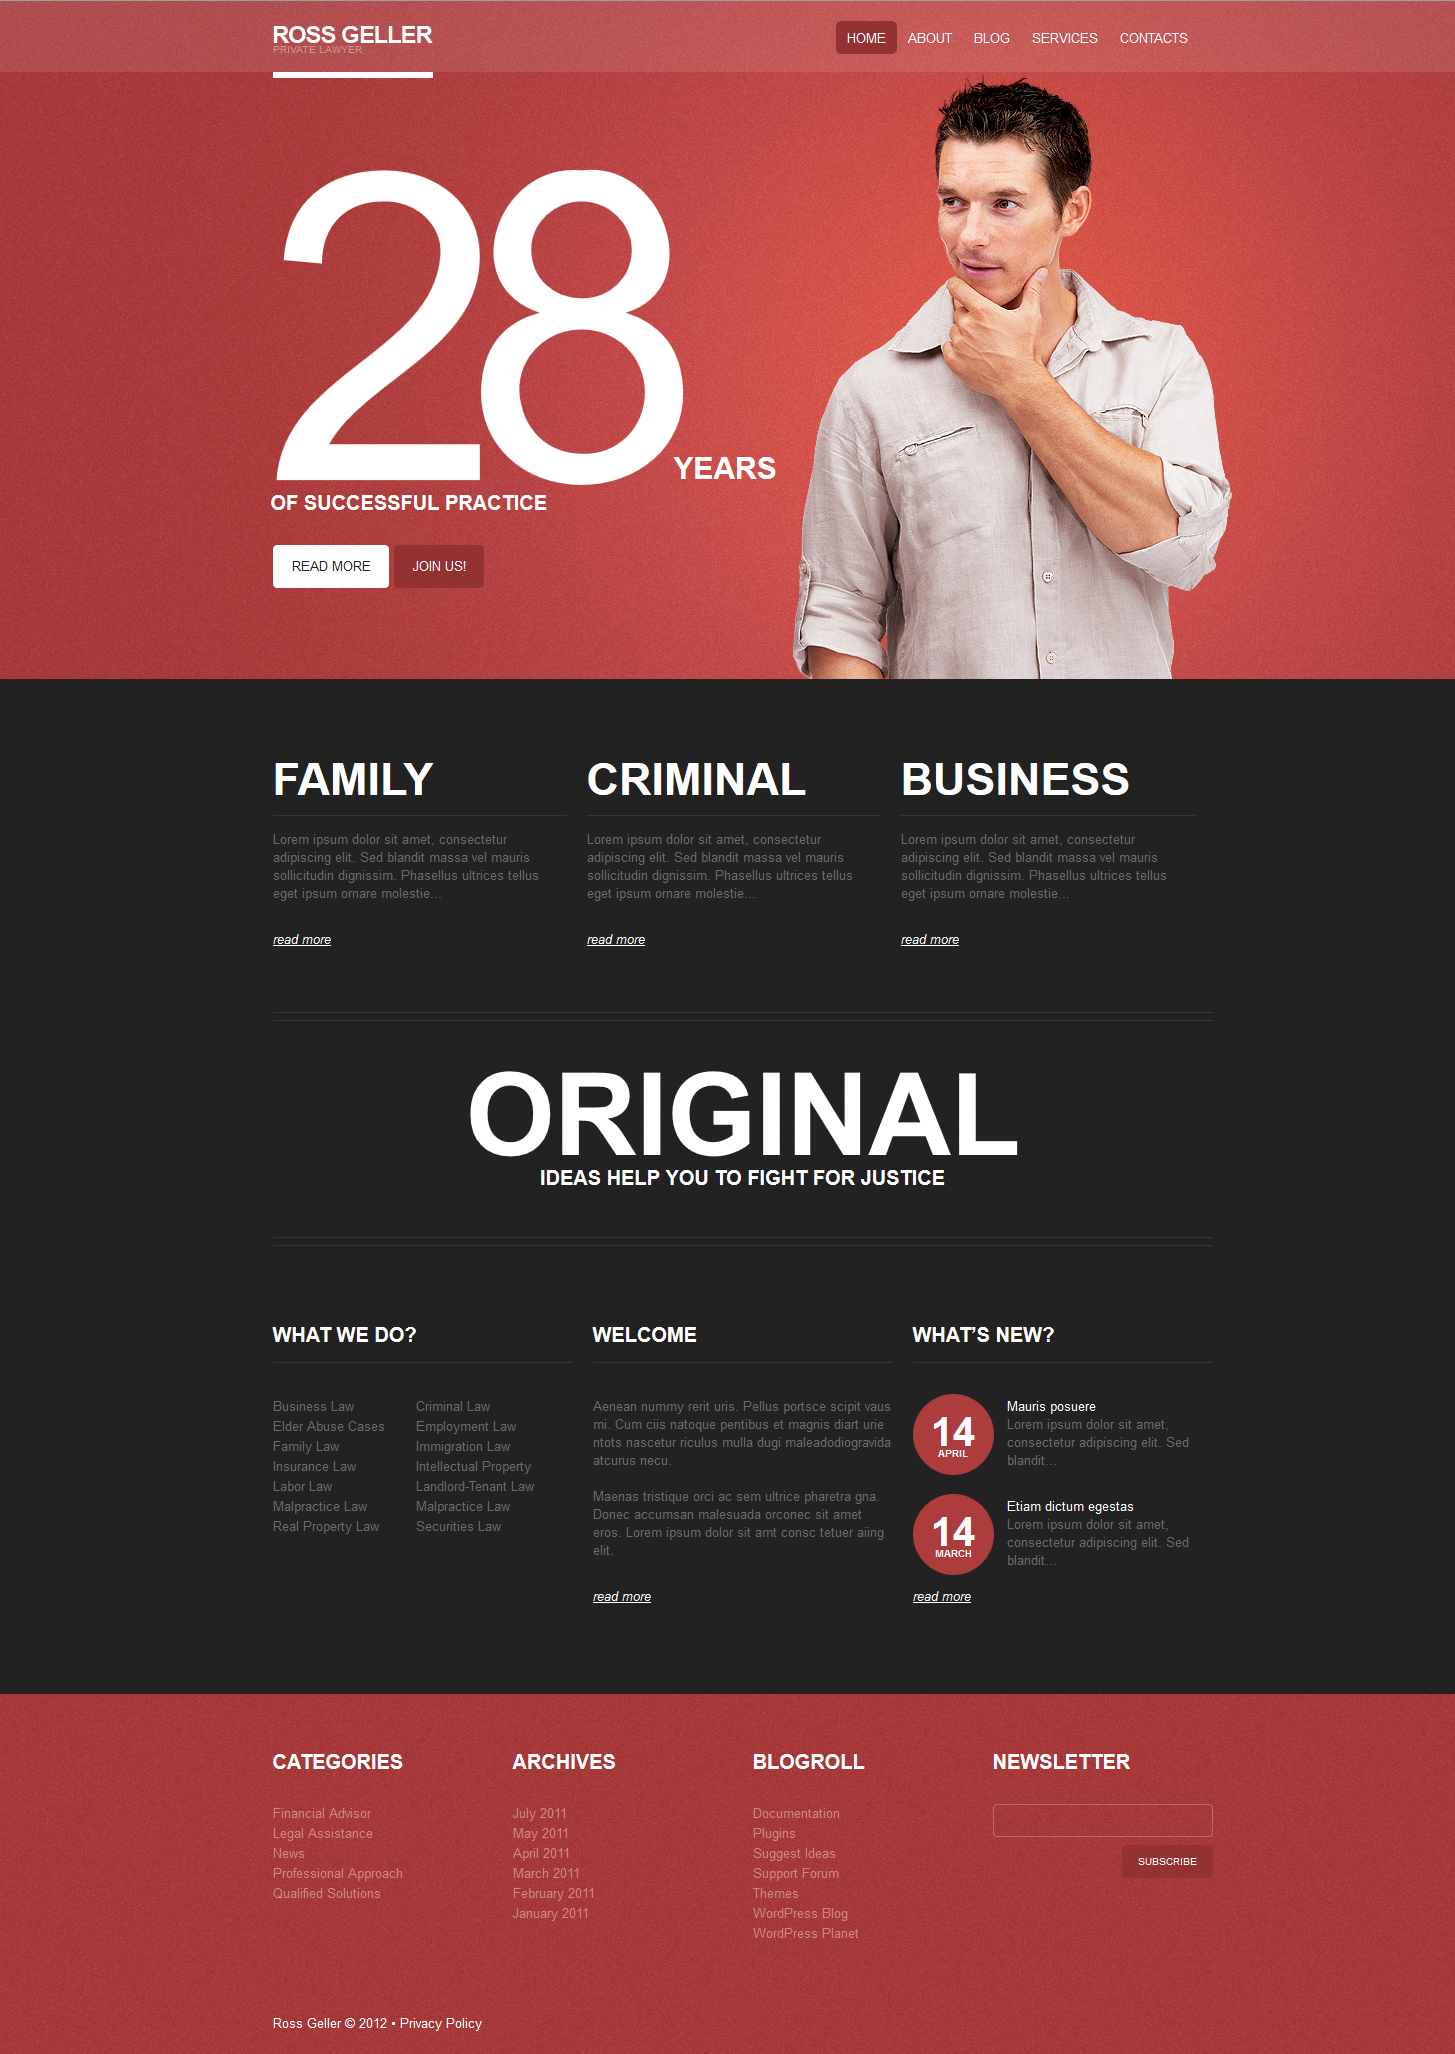 ROSS GELLER
PRIVATE LAWYER
HOME ABOUT BLOG SERVICES CONTACTS
28 YEARS
OF SUCCESSFUL PRACTICE
READ MORE JOIN US!
FAMILY
Lorem ipsum dolor sit amet, consectetur
adipiscing elit. Sed blandit massa vel mauris
sollicitudin dignissim. Phasellus ultrices tellus
eget ipsum ornare molestie...
read more
CRIMINAL
Lorem ipsum dolor sit amet, consectetur
adipiscing elit. Sed blandit massa vel mauris
sollicitudin dignissim. Phasellus ultrices tellus
eget ipsum ornare molestie...
read more
BUSINESS
Lorem ipsum dolor sit amet, consectetur
adipiscing elit. Sed blandit massa vel mauris
sollicitudin dignissim. Phasellus ultrices tellus
eget ipsum ornare molestie...
read more
ORIGINAL
IDEAS HELP YOU TO FIGHT FOR JUSTICE
WHAT WE DO?
Business Law
Elder Abuse Cases
Family Law
Insurance Law
Labor Law
Malpractice Law
Real Property Law
Criminal Law
Employment Law
Immigration Law
Intellectual Property
Landlord-Tenant Law
Malpractice Law
Securities Law
WELCOME
Aenean nummy rerit uris. Pellus portsce scipit vaus
mi. Cum ciis natoque pentibus et magnis diart urie
ntots nascetur riculus mulla dugi maleadodiogravida
atcurus necu.
Maenas tristique orci ac sem ultrice pharetra gna.
Donec accumsan malesuada orconec sit amet
eros. Lorem ipsum dolor sit amt consc tetuer aiing
elit.
read more
WHAT'S NEW?
14
APRIL
Mauris posuere
Lorem ipsum dolor sit amet,
consectetur adipiscing elit. Sed
blandit...
14
MARCH
Etiam dictum egestas
Lorem ipsum dolor sit amet,
consectetur adipiscing elit. Sed
blandit...
read more
CATEGORIES
Financial Advisor
Legal Assistance
News
Professional Approach
Qualified Solutions
ARCHIVES
July 2011
May 2011
April 2011
March 2011
February 2011
January 2011
BLOGROLL
Documentation
Plugins
Suggest Ideas
Support Forum
Themes
WordPress Blog
WordPress Planet
NEWSLETTER
SUBSCRIBE
Ross Geller © 2012 • Privacy Policy